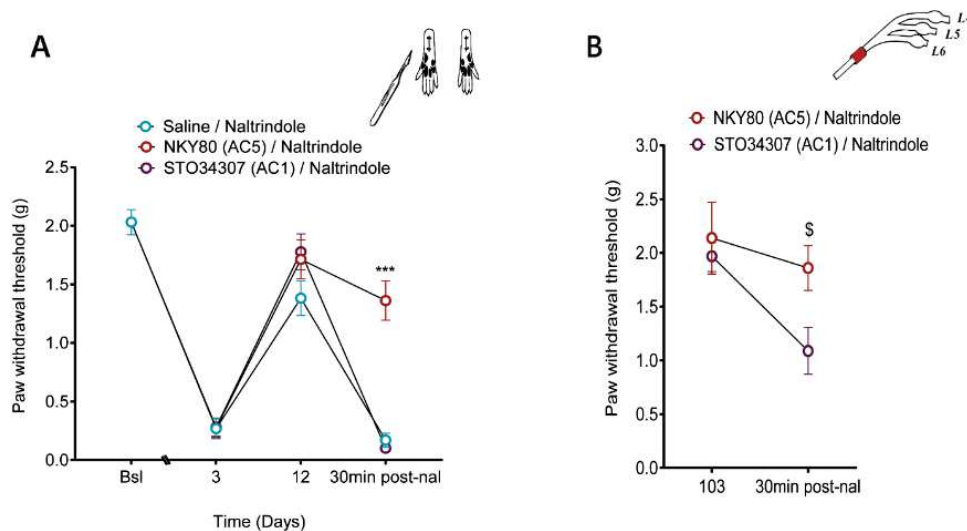 A
Saline / Naltrindole
NKY80 (AC5) / Naltrindole
STO34307 (AC1) / Naltrindole
Paw withdrawal threshold (g)
2.5
2.0
1.5
1.0
0.5
0.0
***
Bsl
3
12
30min post-nal
Time (Days)
B
L5
L6
NKY80 (AC5) / Naltrindole
STO34307 (AC1) / Naltrindole
Paw withdrawal threshold (g)
3.0
2.5
2.0
1.5
1.0
0.5
0.0
$
103
30min post-nal